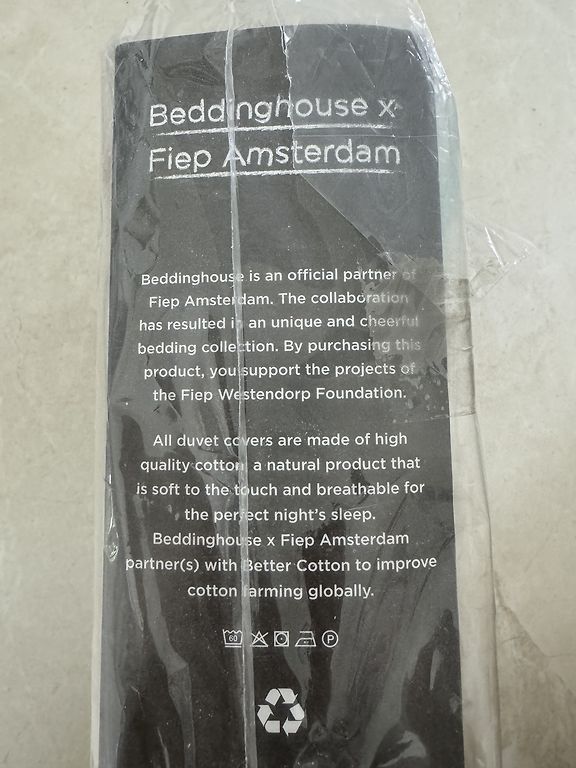 Beddinghouse x
Fiep Amsterdam
Beddinghouse is an official partner of
Fiep Amsterdam. The collaboration
has resulted in an unique and cheerful
bedding collection. By purchasing this
product, you support the projects of
the Fiep Westendorp Foundation.
All duvet covers are made of high
quality cotton, a natural product that
is soft to the touch and breathable for
the perfect night's sleep.
Beddinghouse x Fiep Amsterdam
partner(s) with Better Cotton to improve
cotton farming globally.
60 P